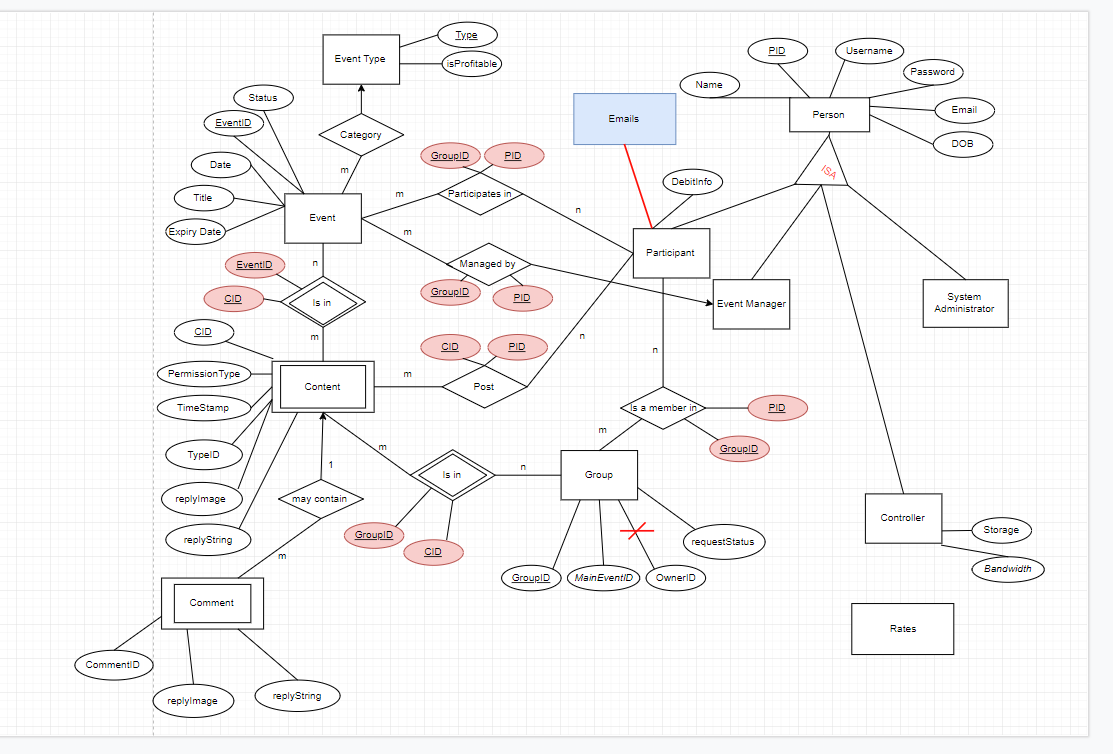 Type
Event Type
isProfitable
PID
Username
Password
Name
Person
Email
DOB
Emails
Status
EventID
Category
Date
m
GroupID
PID
ISA
Title
m
Participates in
DebitInfo
n
Expiry Date
Event
m
Participant
EventID
n
Managed by
CID
Is in
GroupID
PID
Event Manager
System
Administrator
CID
m
CID
PID
n
n
PermissionType
Content
m
Post
TimeStamp
Is a member in
PID
TypeID
m
m
GroupID
1
Is in
n
Group
replyImage
may contain
Controller
replyString
GroupID
CID
requestStatus
Storage
m
GroupID
MainEventID
OwnerID
Bandwidth
Comment
Rates
CommentID
replyImage
replyString